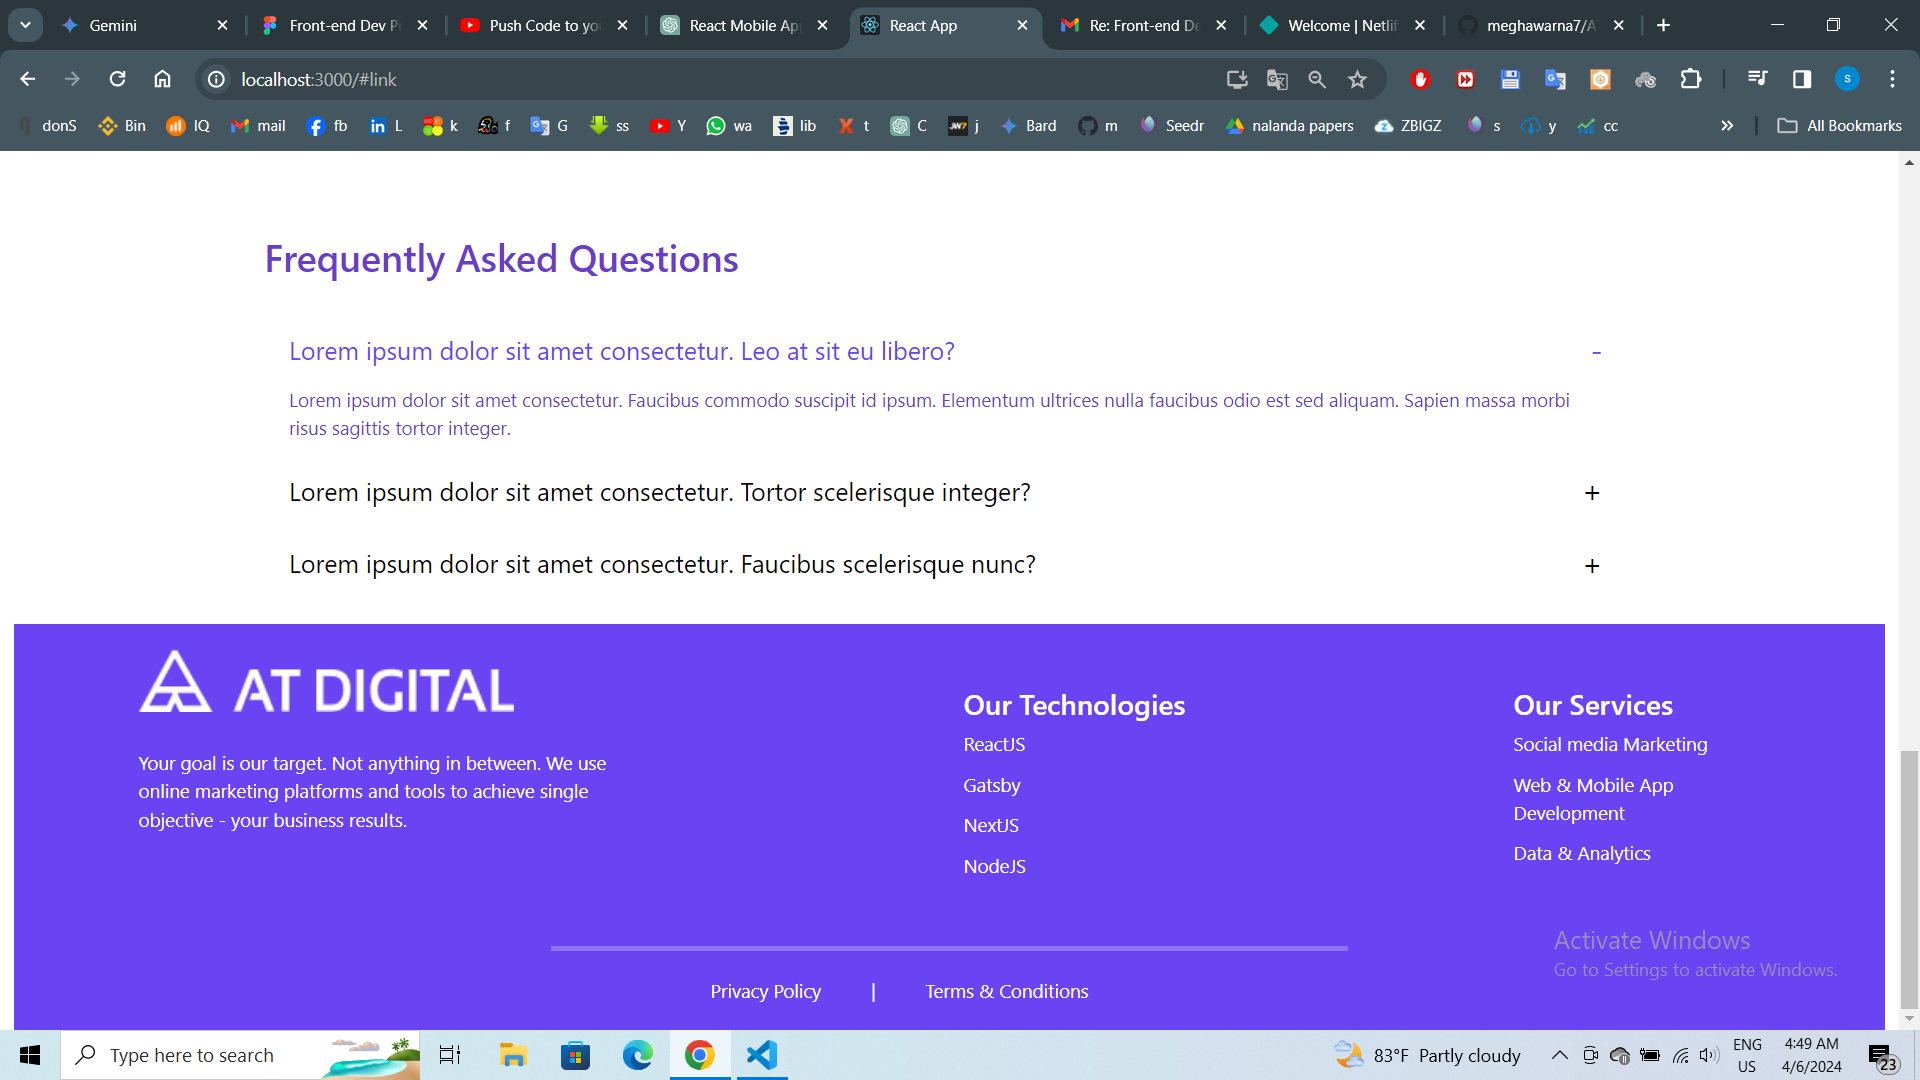 Gemini
Front-end Dev Pr
Push Code to yo
React Mobile Ap
React App
Re: Front-end De
Welcome | Netlif
meghawarna7/A
localhost:3000/#link
S
donS
Bin
IQ
mail
fb
L
k
f
G
ss
Y
wa
lib
t
C
j
Bard
m
Seedr
nalanda papers
ZBIGZ
s
y
cc
All Bookmarks
Frequently Asked Questions
Lorem ipsum dolor sit amet consectetur. Leo at sit eu libero? -
Lorem ipsum dolor sit amet consectetur. Faucibus commodo suscipit id ipsum. Elementum ultrices nulla faucibus odio est sed aliquam. Sapien massa morbi
risus sagittis tortor integer.
Lorem ipsum dolor sit amet consectetur. Tortor scelerisque integer? +
Lorem ipsum dolor sit amet consectetur. Faucibus scelerisque nunc? +
AT DIGITAL
Your goal is our target. Not anything in between. We use
online marketing platforms and tools to achieve single
objective - your business results.
Our Technologies
ReactJS
Gatsby
NextJS
NodeJS
Our Services
Social media Marketing
Web & Mobile App
Development
Data & Analytics
Activate Windows
Go to Settings to activate Windows.
Privacy Policy | Terms & Conditions
Type here to search
83°F Partly cloudy
ENG
US
4:49 AM
4/6/2024
23